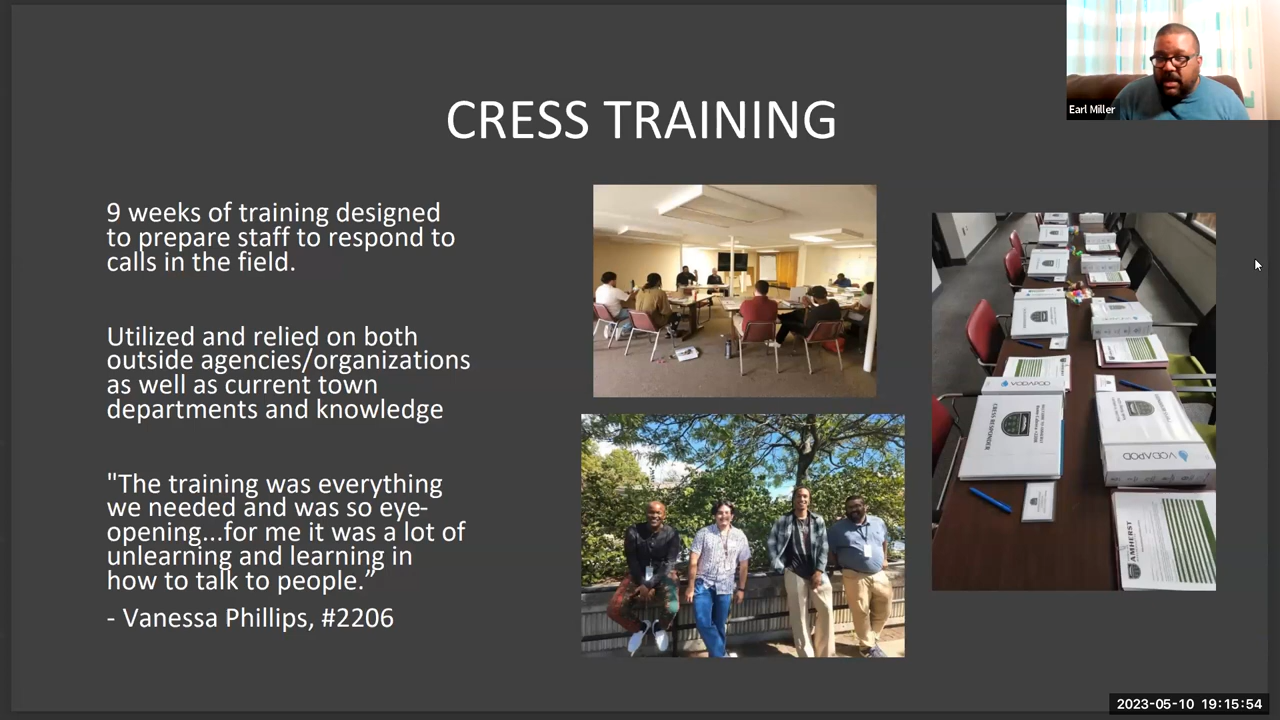 Earl Miller
CRESS TRAINING
9 weeks of training designed
to prepare staff to respond to
calls in the field.
Utilized and relied on both
outside agencies/organizations
as well as current town
departments and knowledge
"The training was everything
we needed and was so eye-
opening...for me it was a lot of
unlearning and learning in
how to talk to people.”
- Vanessa Phillips, #2206
CRESS RESPONDER
AMHERST
2023-05-10 19:15:54